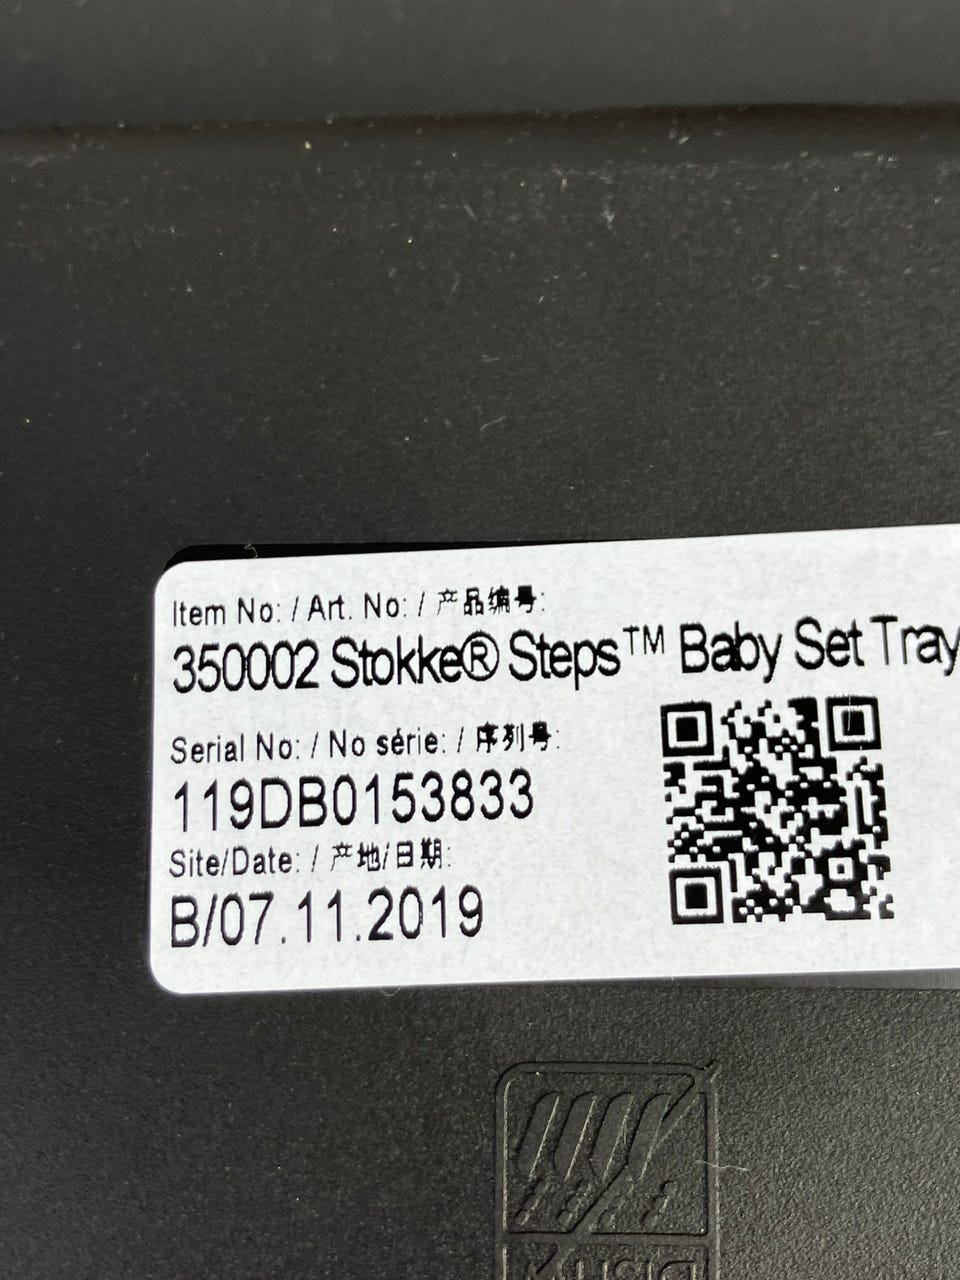 Item No: / Art. No: / 产品编号:
350002 Stokke® Steps™ Baby Set Tray
Serial No: / No série: / 序列号:
119DB0153833
Site/Date: / 产地/日期:
B/07.11.2019